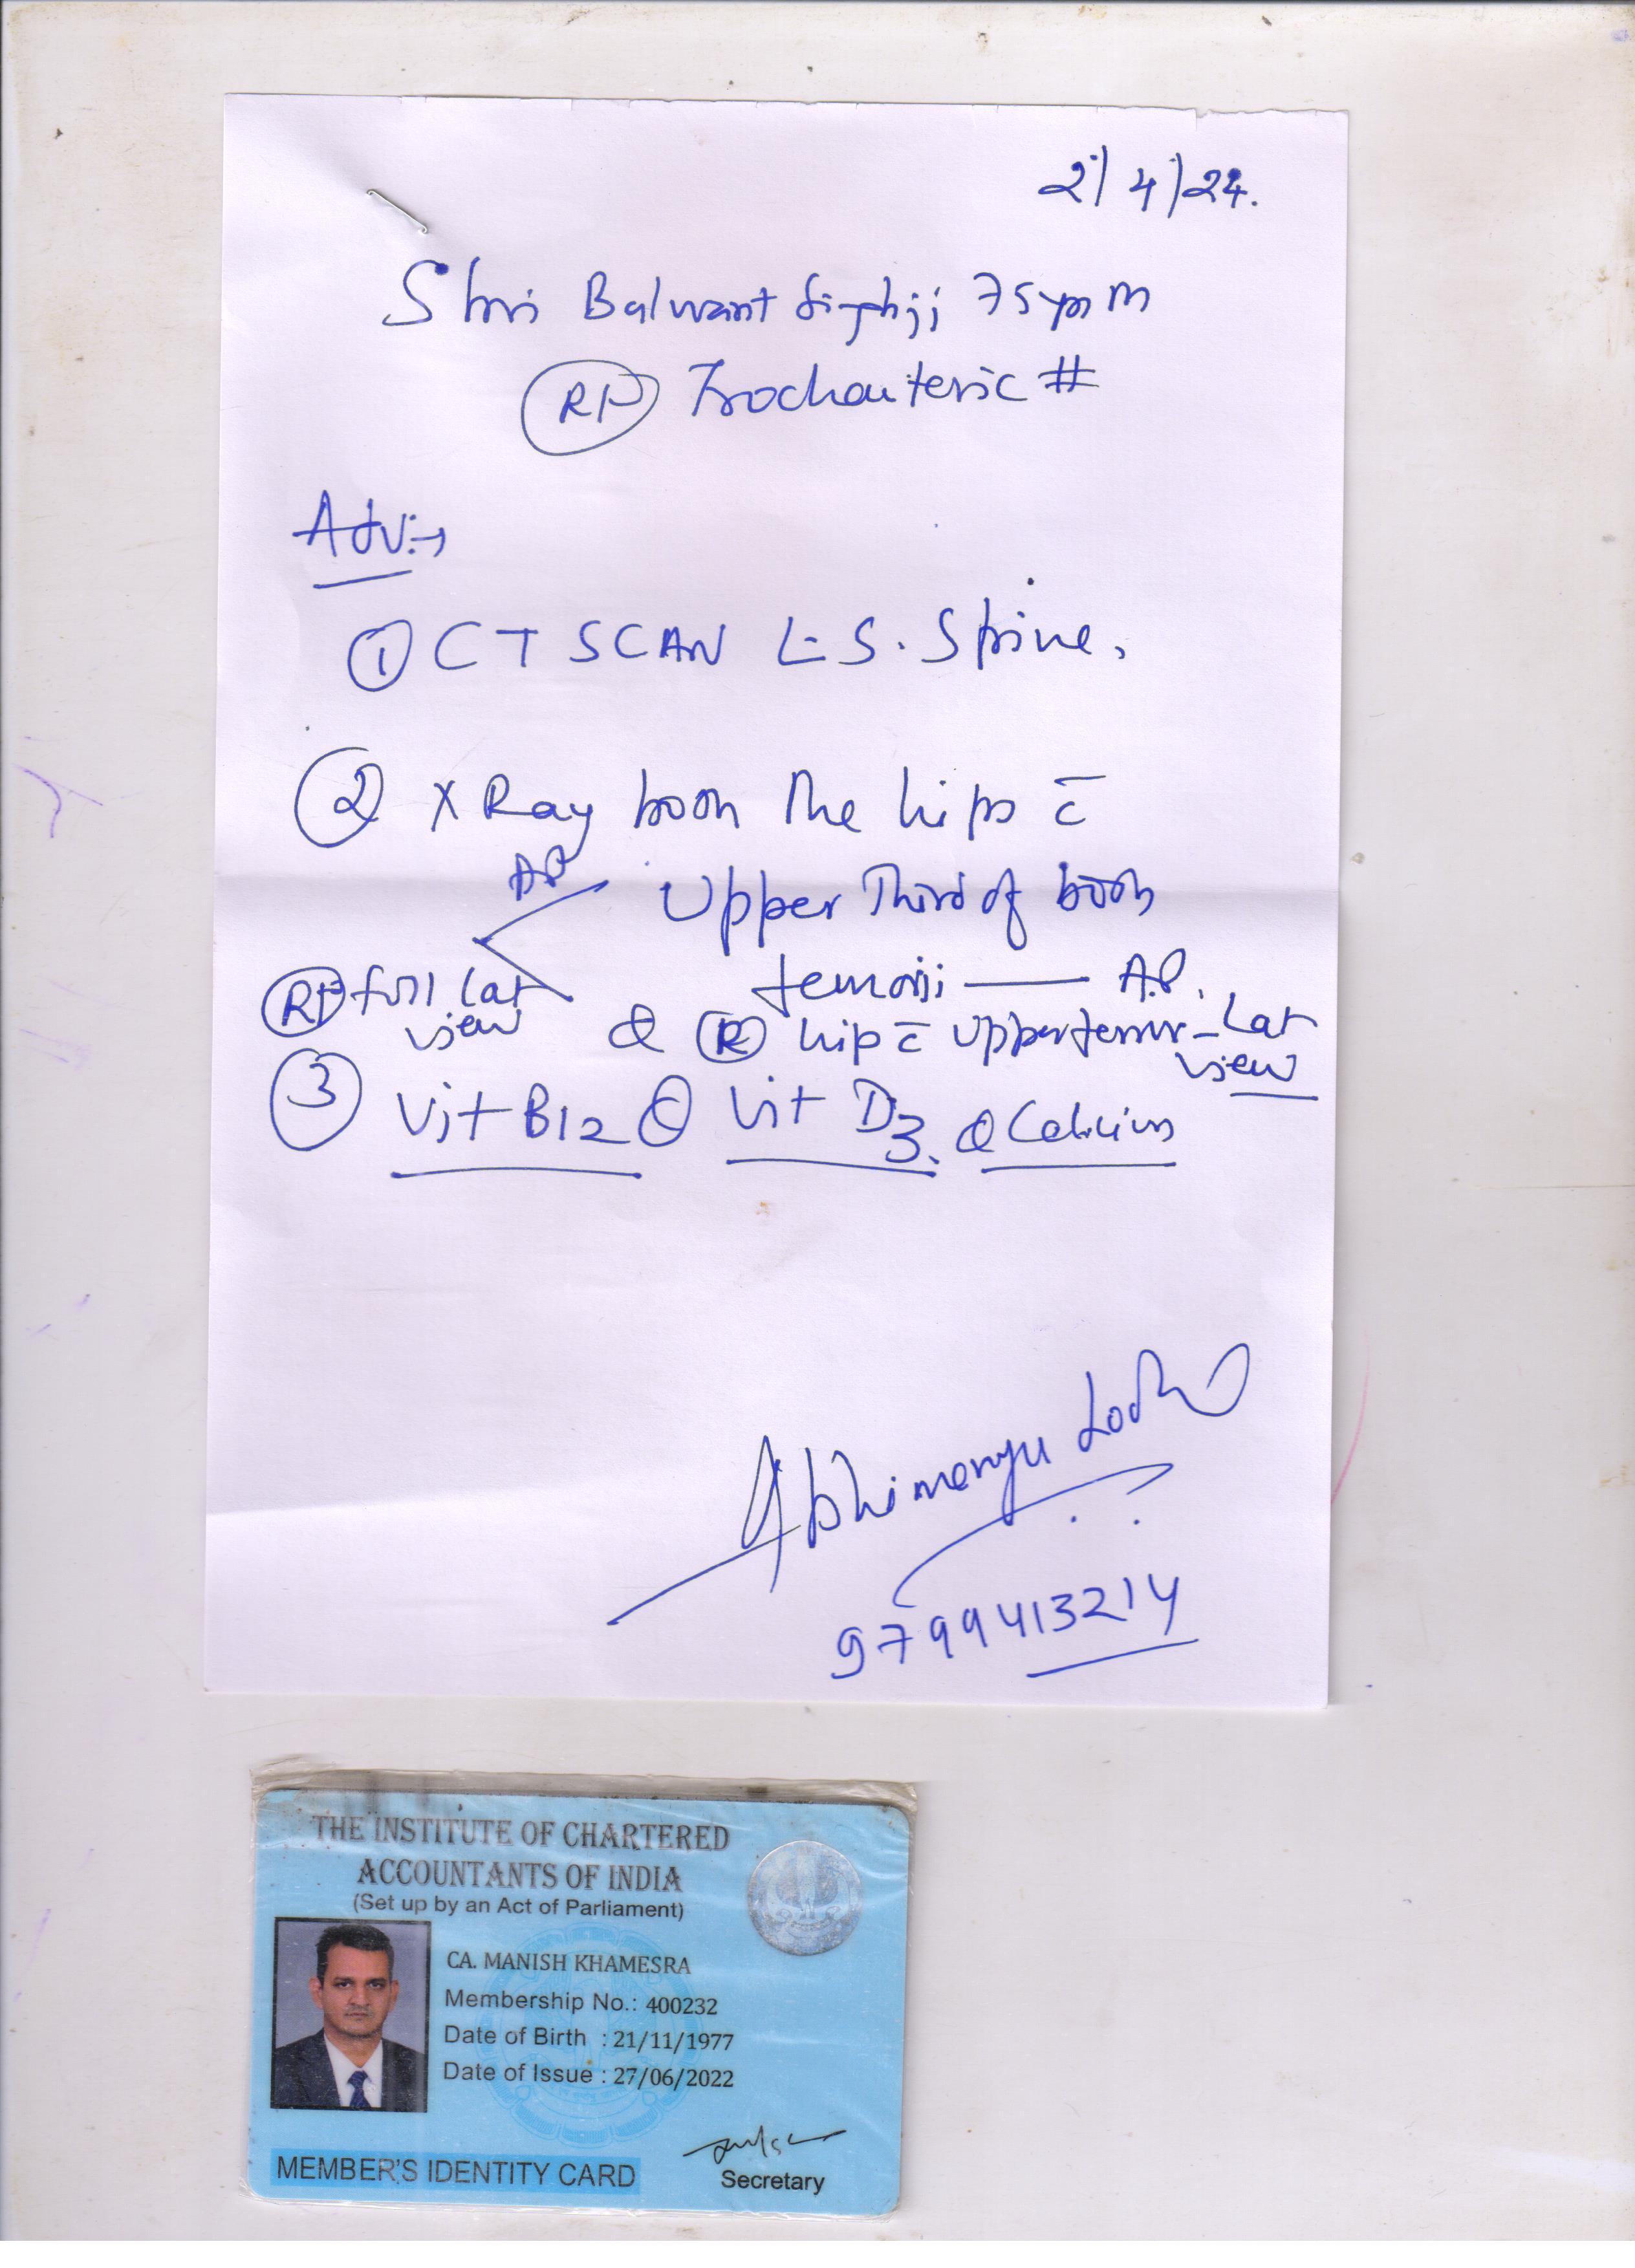 2/4/24.
Shri Balwant Singhji 75 yrs M
RT Trochanteric #
Adv:→
① CT SCAN L-S. Spine.
② X Ray both the hips c̄
Upper Third of both
femori — A.P.
AP
RT full lat
view
& R hip c̄ upper femur - Lat
view
③ Vit B12 & Vit D3. & Calcium
Abhimanyu
9799413214
THE INSTITUTE OF CHARTERED
ACCOUNTANTS OF INDIA
(Set up by an Act of Parliament)
CA. MANISH KHAMESRA
Membership No.: 400232
Date of Birth : 21/11/1977
Date of Issue : 27/06/2022
Secretary
MEMBER'S IDENTITY CARD